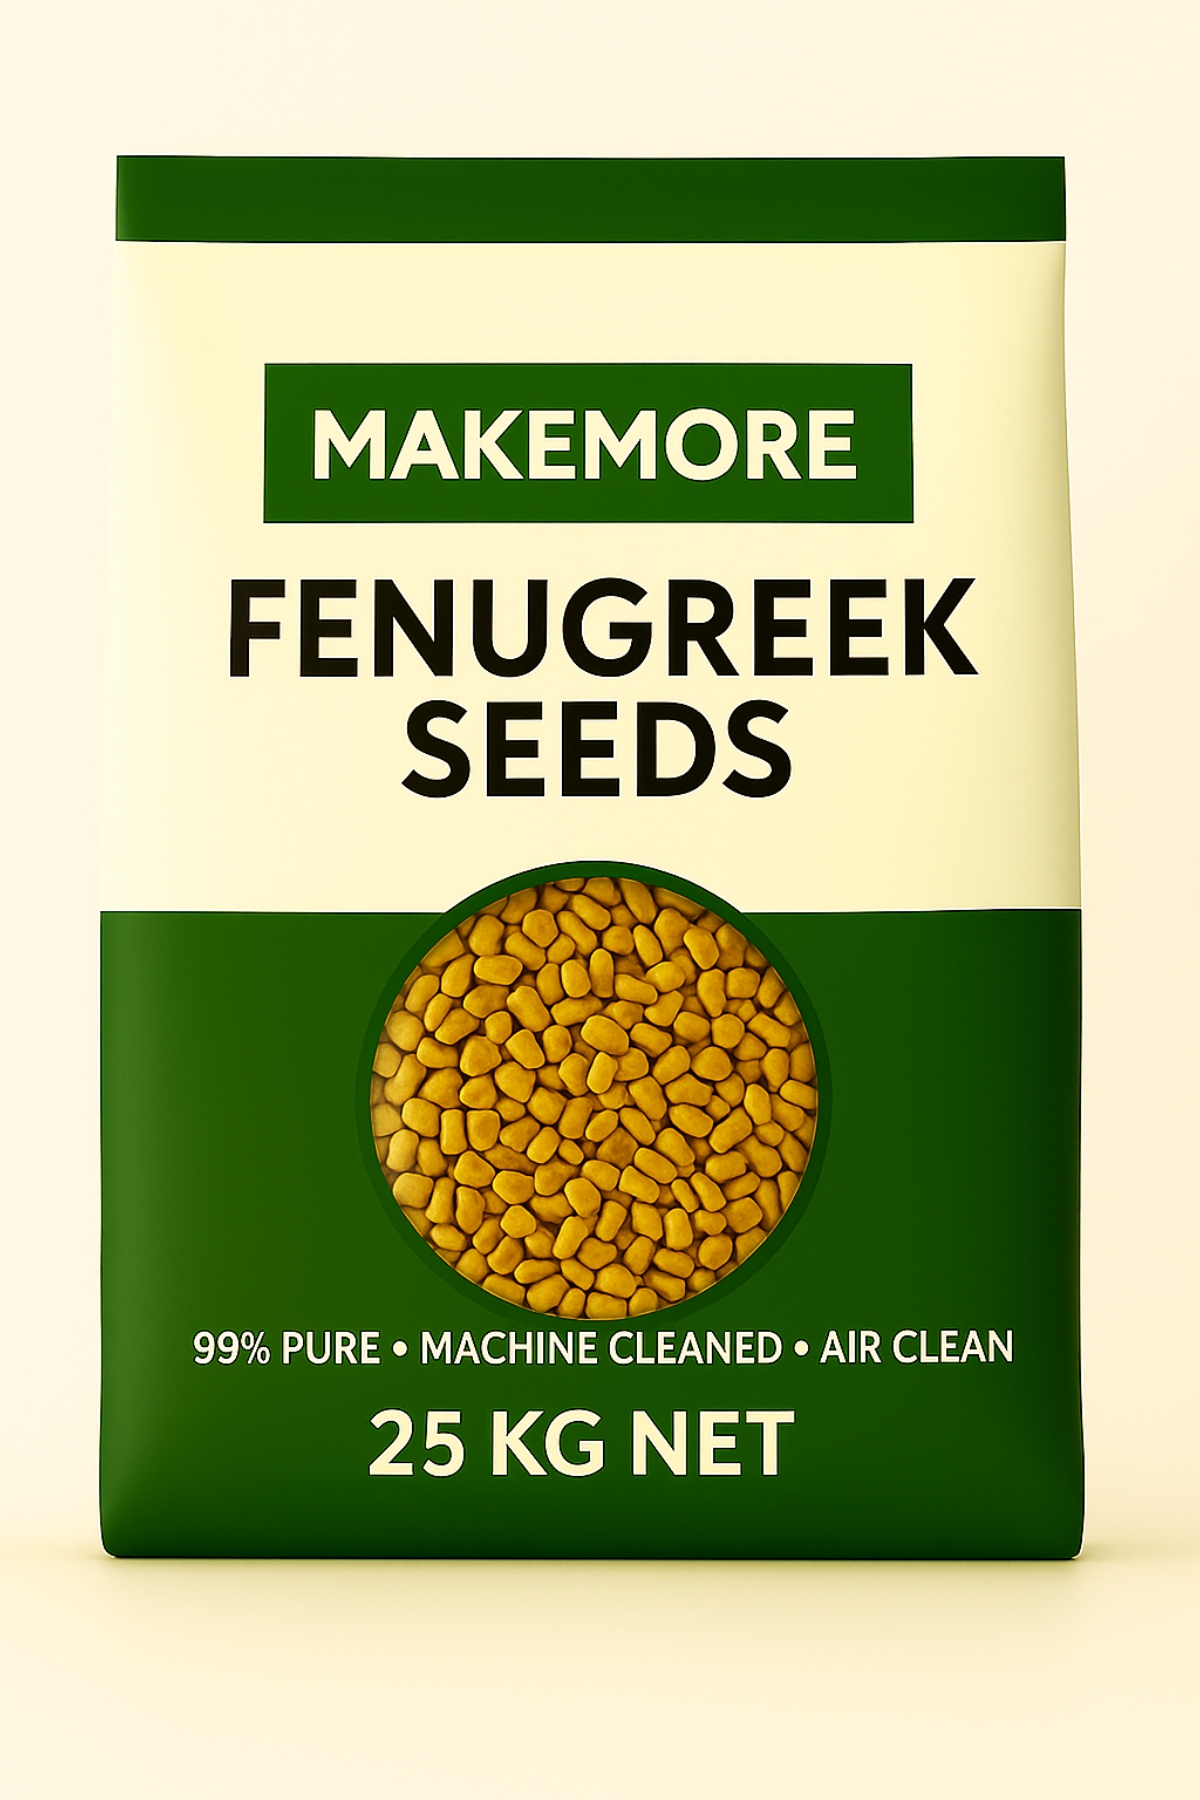 MAKEMORE
FENUGREEK
SEEDS
99% PURE • MACHINE CLEANED • AIR CLEAN
25 KG NET